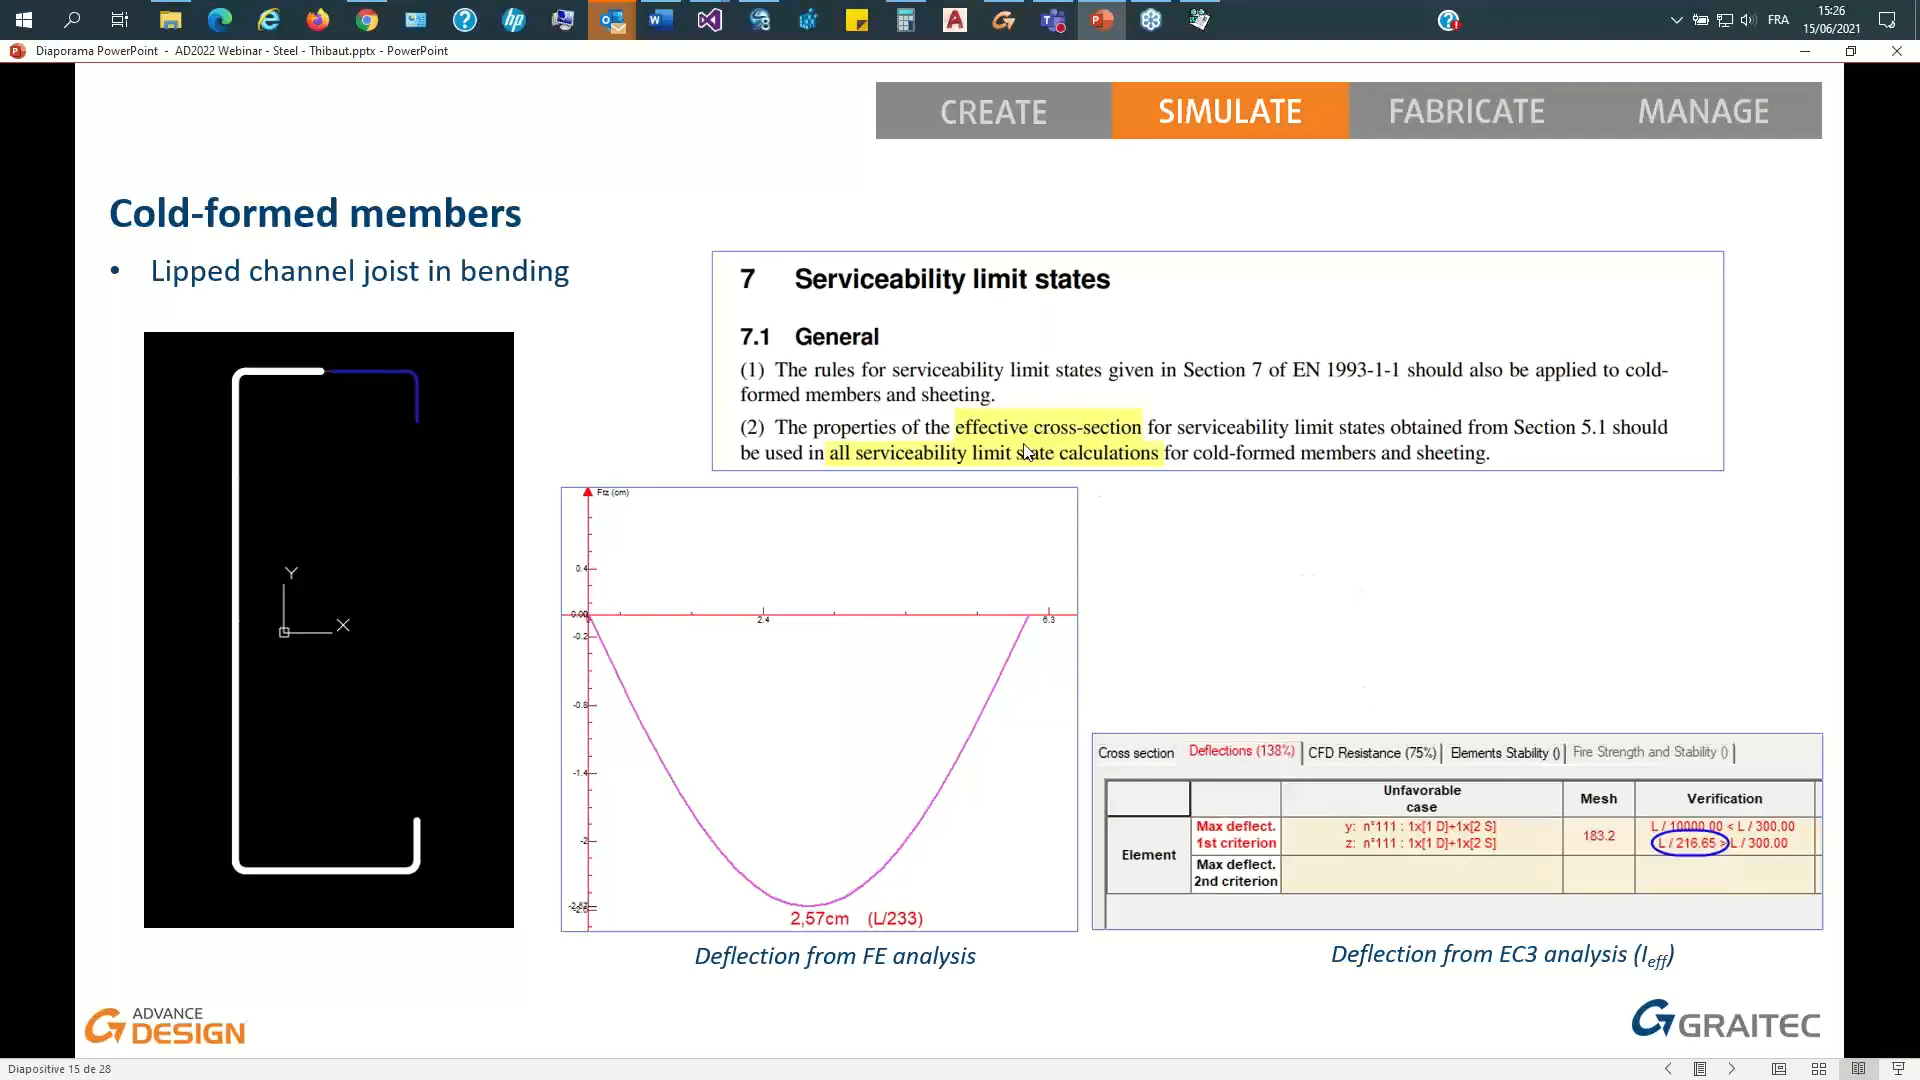 FRA
15:26
15/06/2021
Diaporama PowerPoint - AD2022 Webinar - Steel - Thibaut.pptx - PowerPoint
CREATE SIMULATE FABRICATE MANAGE
Cold-formed members
• Lipped channel joist in bending
Y
X
7 Serviceability limit states
7.1 General
(1) The rules for serviceability limit states given in Section 7 of EN 1993-1-1 should also be applied to cold-
formed members and sheeting.
(2) The properties of the effective cross-section for serviceability limit states obtained from Section 5.1 should
be used in all serviceability limit state calculations for cold-formed members and sheeting.
Ftz (cm)
0.4
0.00
2.4
6.3
-0.2
-0.8
-1.4
-2
2,57cm (L/233)
Deflection from FE analysis
Cross section Deflections (138%) CFD Resistance (75%) Elements Stability () Fire Strength and Stability ()
Unfavorable
case
Mesh
Verification
Element
Max deflect.
1st criterion
y: n°111 : 1x[1 D]+1x[2 S]
z: n°111 : 1x[1 D]+1x[2 S]
183.2
L / 10000.00 < L / 300.00
L / 216.65 > L / 300.00
Max deflect.
2nd criterion
Deflection from EC3 analysis (Ieff)
ADVANCE
DESIGN
GRAITEC
Diapositive 15 de 28